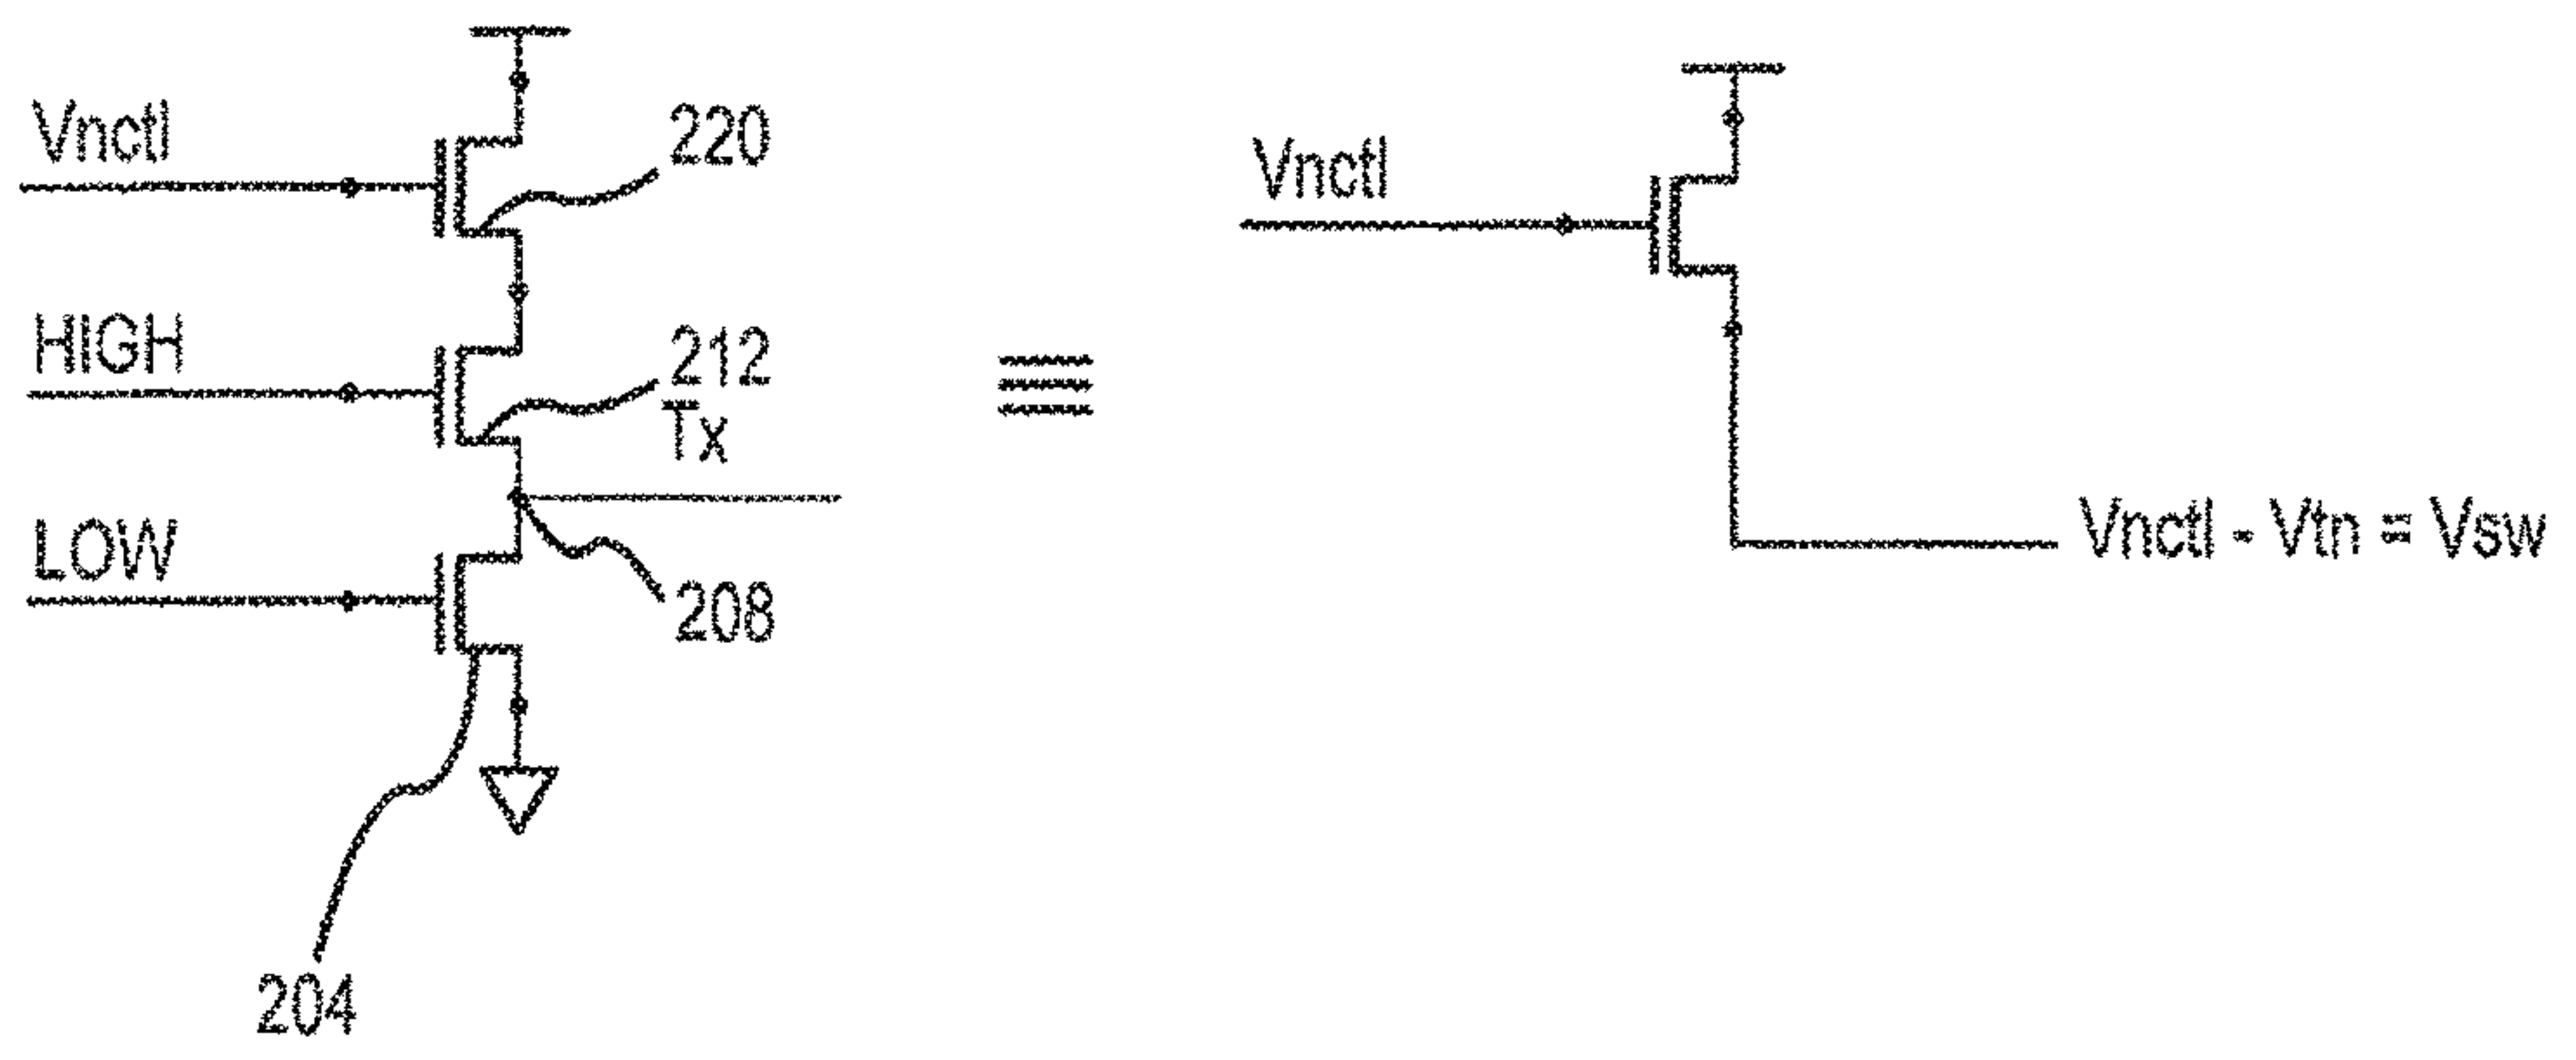 Vnctl
220
HIGH
212
Tx
LOW
208
204
Vnctl
Vnctl - Vtn = Vsw